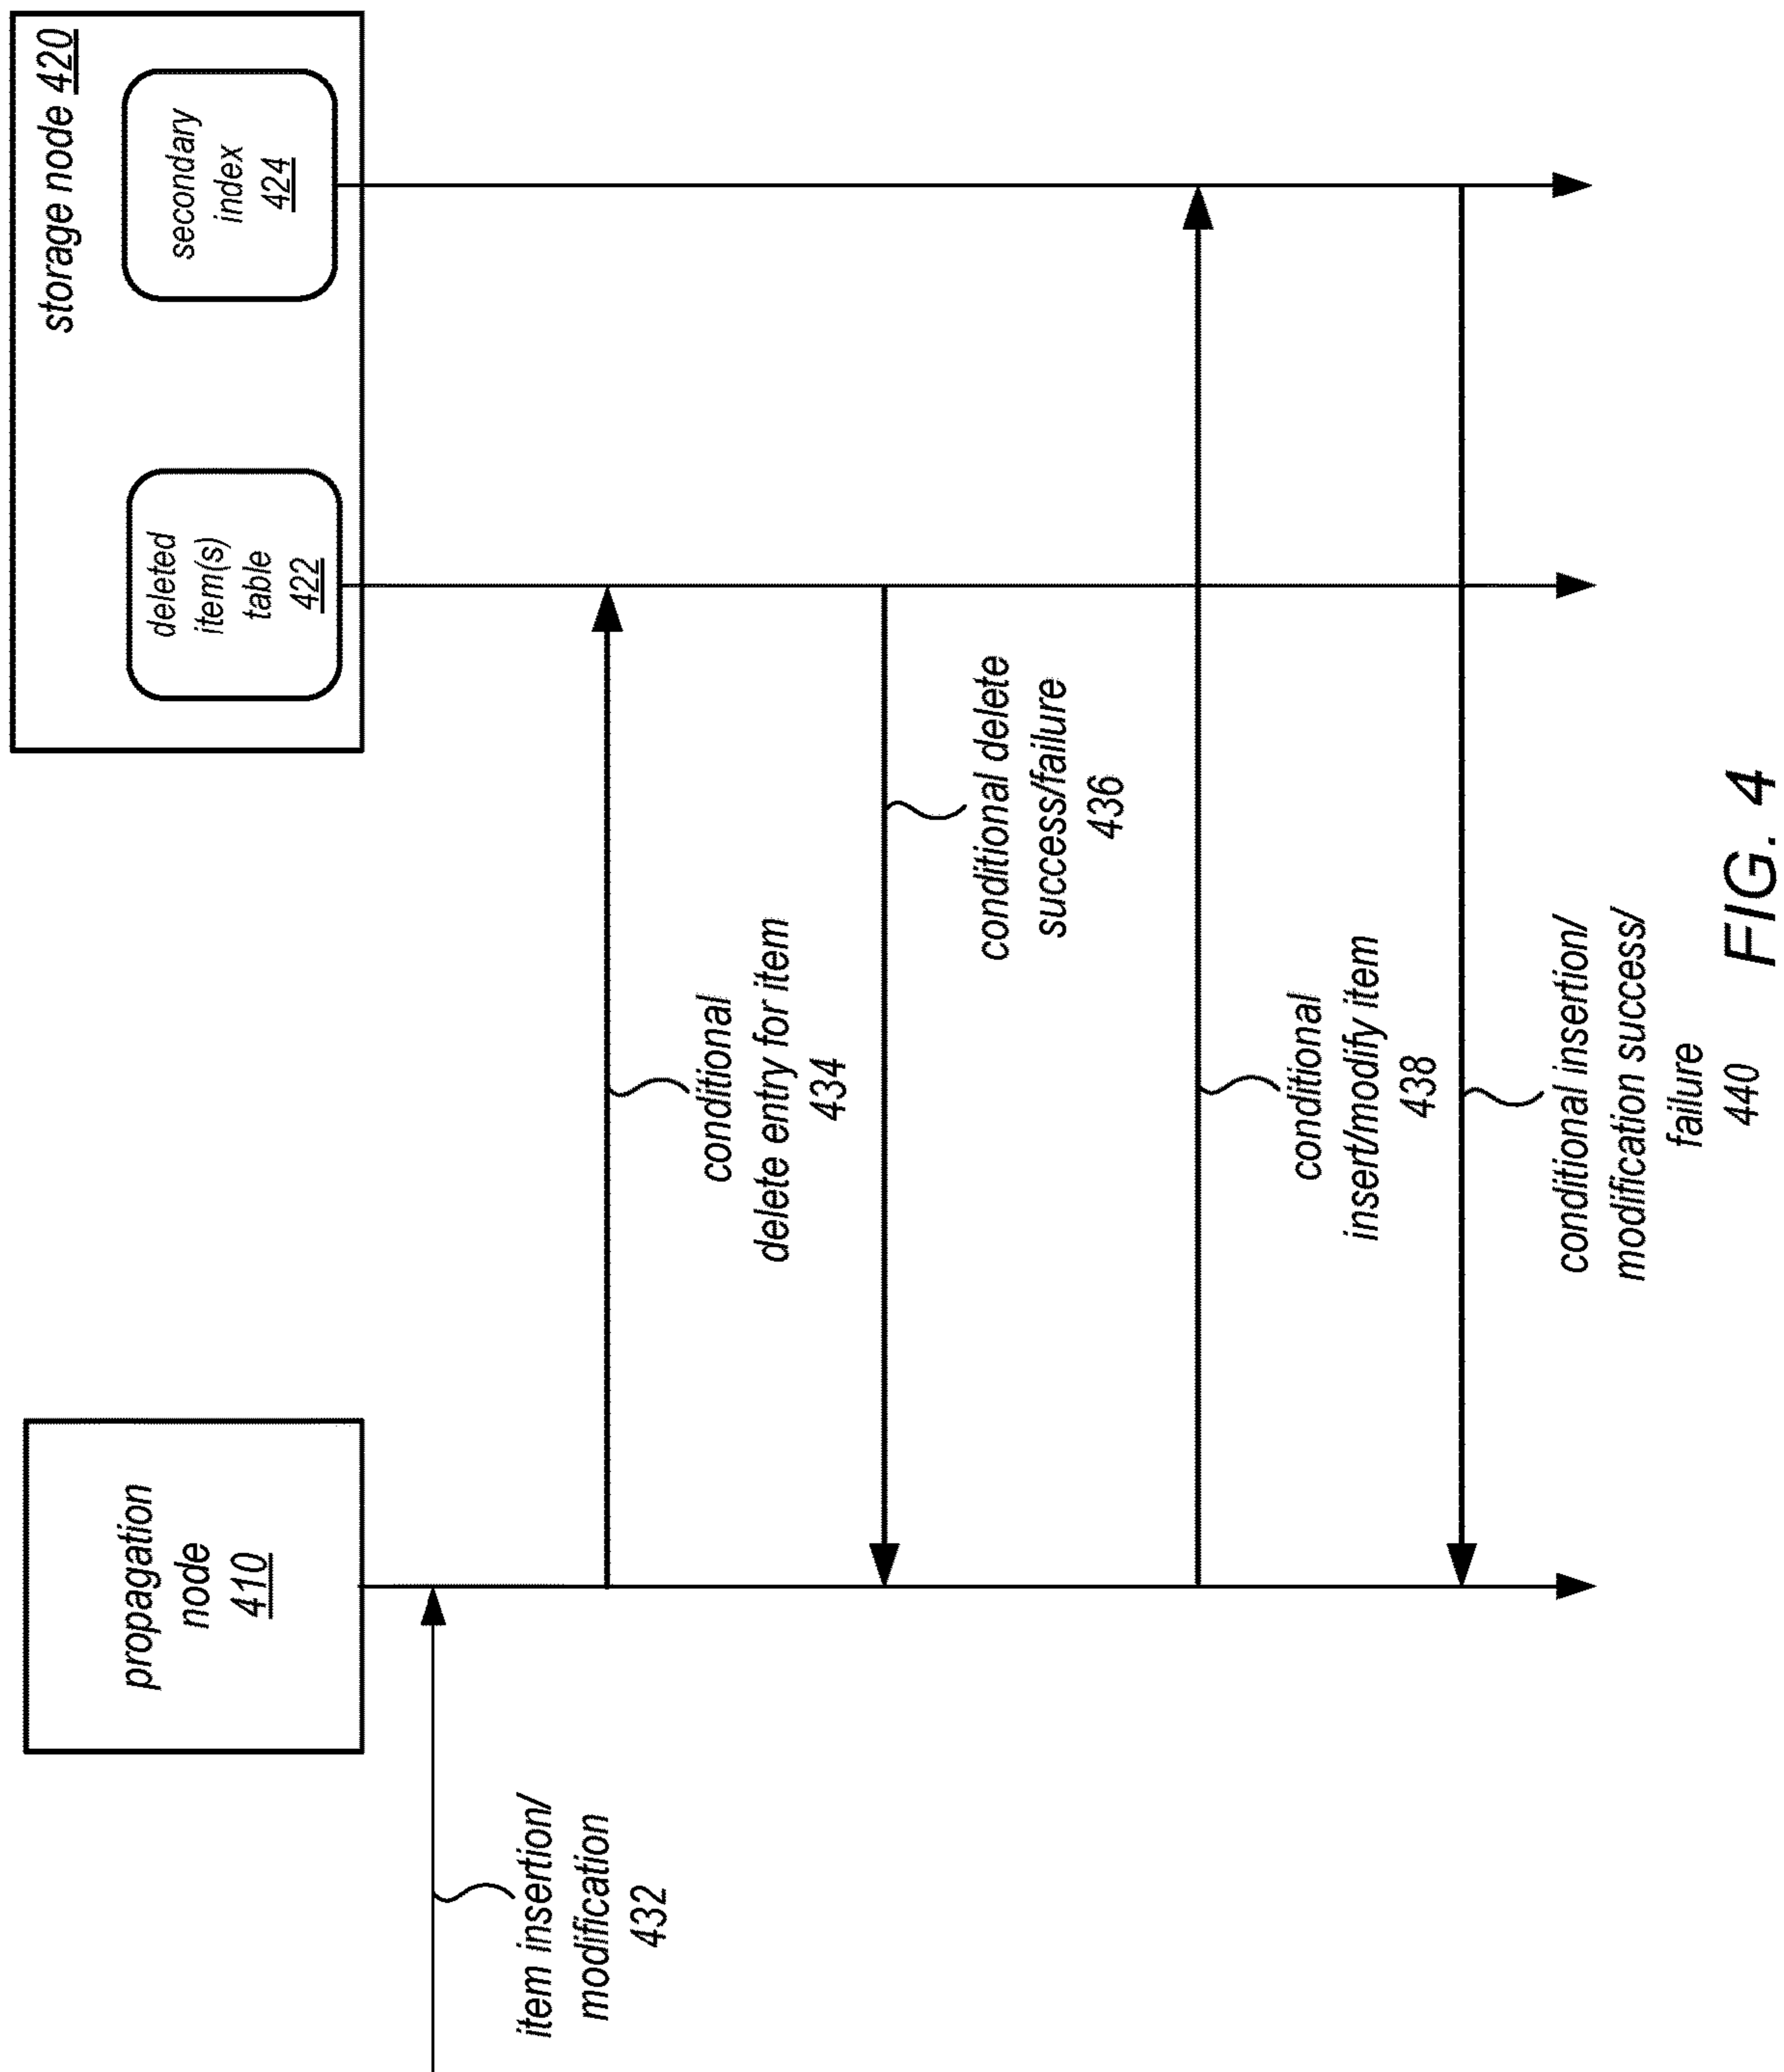 storage node 420
propagation
node
410
deleted
item(s)
table
422
secondary
index
424
item insertion/
modification
432
conditional
delete entry for item
434
conditional delete
success/failure
436
conditional
insert/modify item
438
conditional insertion/
modification success/
failure
440
FIG. 4